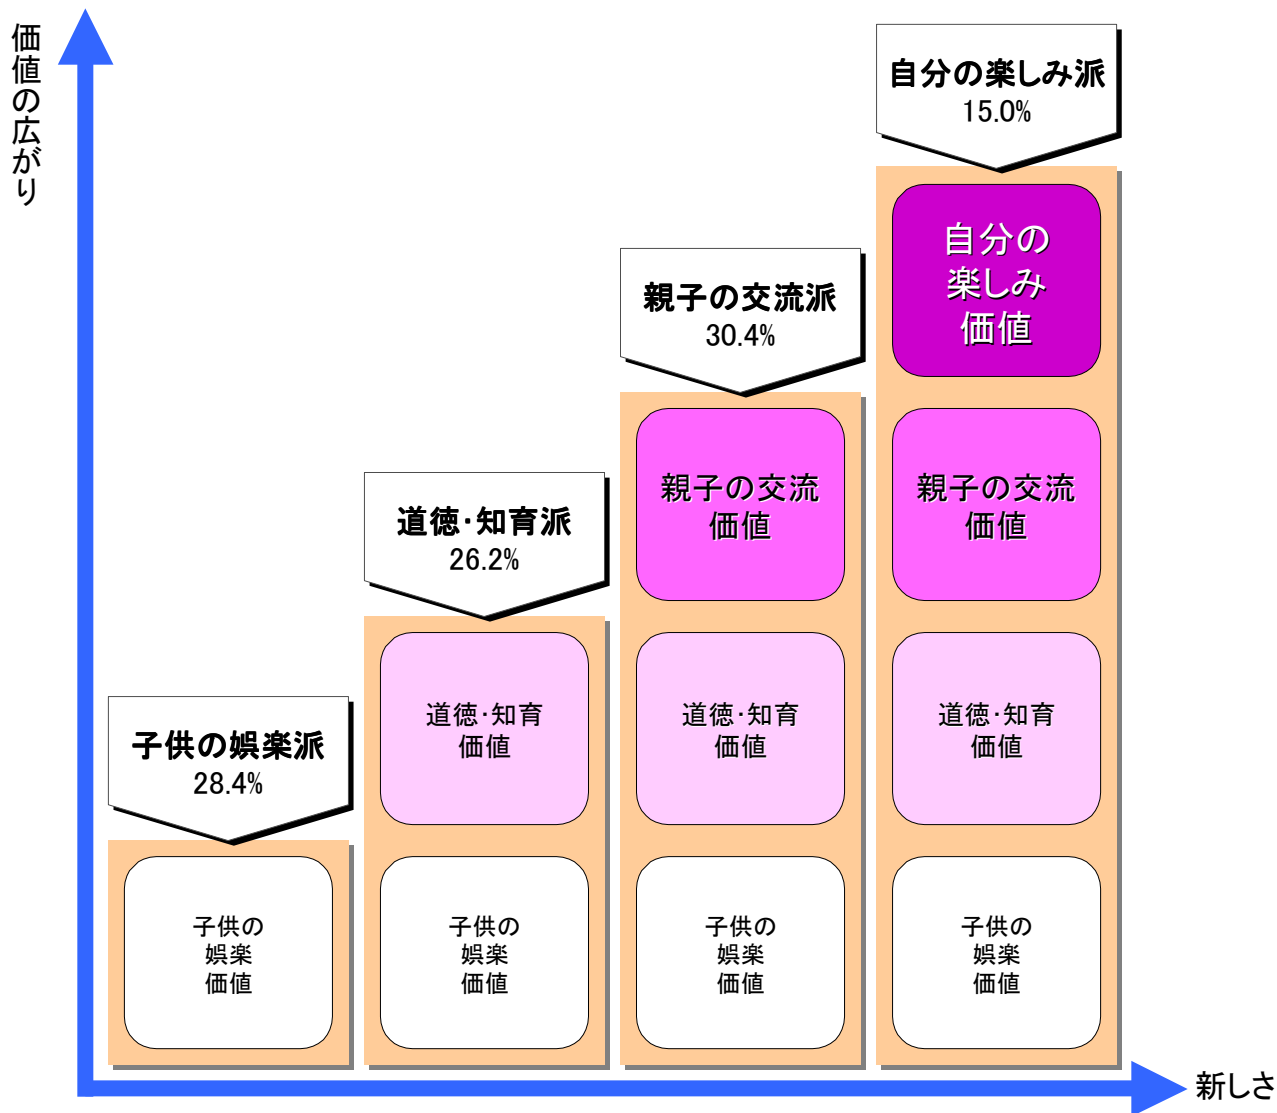 価値の広がり
自分の楽しみ派
15.0%
自分の
楽しみ
価値
親子の交流派
30.4%
親子の交流
価値
親子の交流
価値
道徳・知育派
26.2%
道徳・知育
価値
道徳・知育
価値
道徳・知育
価値
子供の娯楽派
28.4%
子供の
娯楽
価値
子供の
娯楽
価値
子供の
娯楽
価値
子供の
娯楽
価値
新しさ